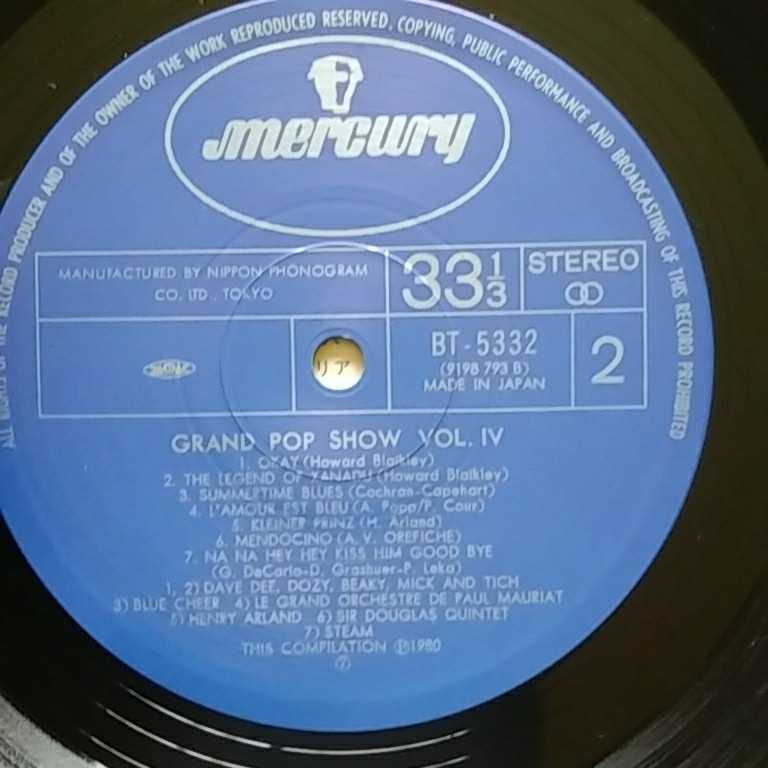 ALL RIGHTS OF THE RECORD PRODUCER AND OF THE OWNER OF THE WORK REPRODUCED RESERVED. COPYING, PUBLIC PERFORMANCE AND BROADCASTING OF THIS RECORD PROHIBITED
mercury
MANUFACTURED BY NIPPON PHONOGRAM
CO. LTD., TOKYO
33 1/3
STEREO
BT-5332
(9198 793 B)
MADE IN JAPAN
2
リア
GRAND POP SHOW VOL. IV
1. OKAY (Howard Blaikley)
2. THE LEGEND OF XANADU (Howard Blaikley)
3. SUMMERTIME BLUES (Cochran-Capehart)
4. L'AMOUR EST BLEU (A. Popp/P. Cour)
5. KLEINER PRINZ (H. Arland)
6. MENDOCINO (A. V. OREFICHE)
7. NA NA HEY HEY KISS HIM GOOD BYE
(G. DeCarlo-D. Grashuer-P. Leka)
1, 2) DAVE DEE, DOZY, BEAKY, MICK AND TICH
3) BLUE CHEER 4) LE GRAND ORCHESTRE DE PAUL MAURIAT
5) HENRY ARLAND 6) SIR DOUGLAS QUINTET
7) STEAM
THIS COMPILATION Ⓟ1980